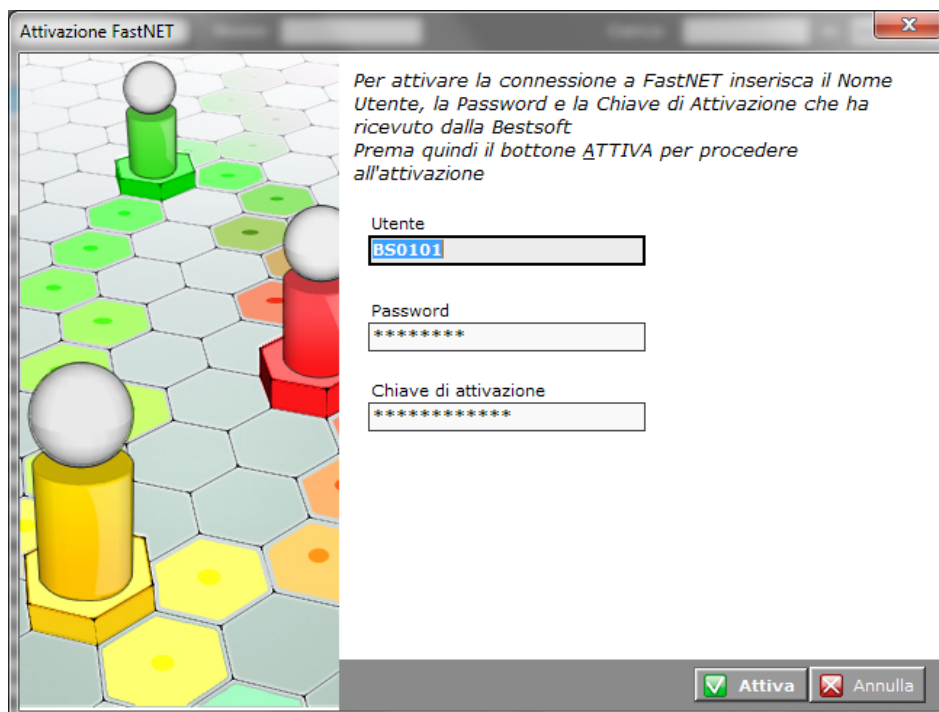 Attivazione FastNET
Per attivare la connessione a FastNET inserisca il Nome
Utente, la Password e la Chiave di Attivazione che ha
ricevuto dalla Bestsoft
Prema quindi il bottone ATTIVA per procedere
all'attivazione
Utente
BS0101
Password
********
Chiave di attivazione
************
Attiva
Annulla